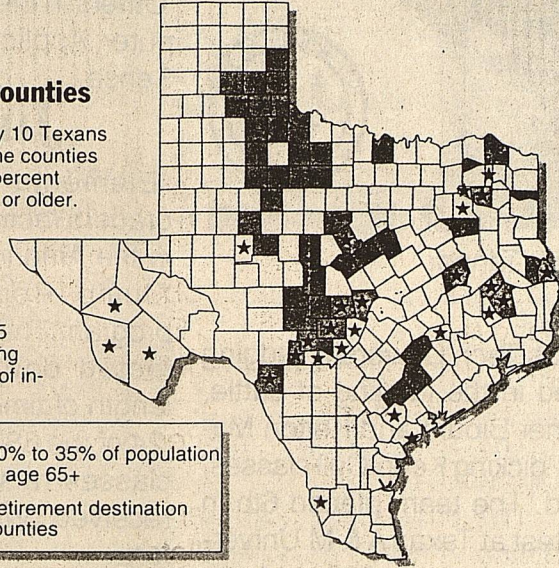 ounties
y 10 Texans
ne counties
percent
or older.
5
ng
of in-
0% to 35% of population
age 65+
etirement destination
ounties